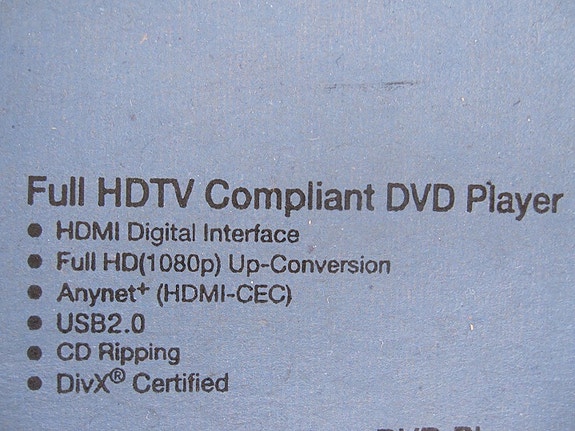 Full HDTV Compliant DVD Player
● HDMI Digital Interface
● Full HD(1080p) Up-Conversion
● Anynet+ (HDMI-CEC)
● USB2.0
● CD Ripping
● DivX® Certified